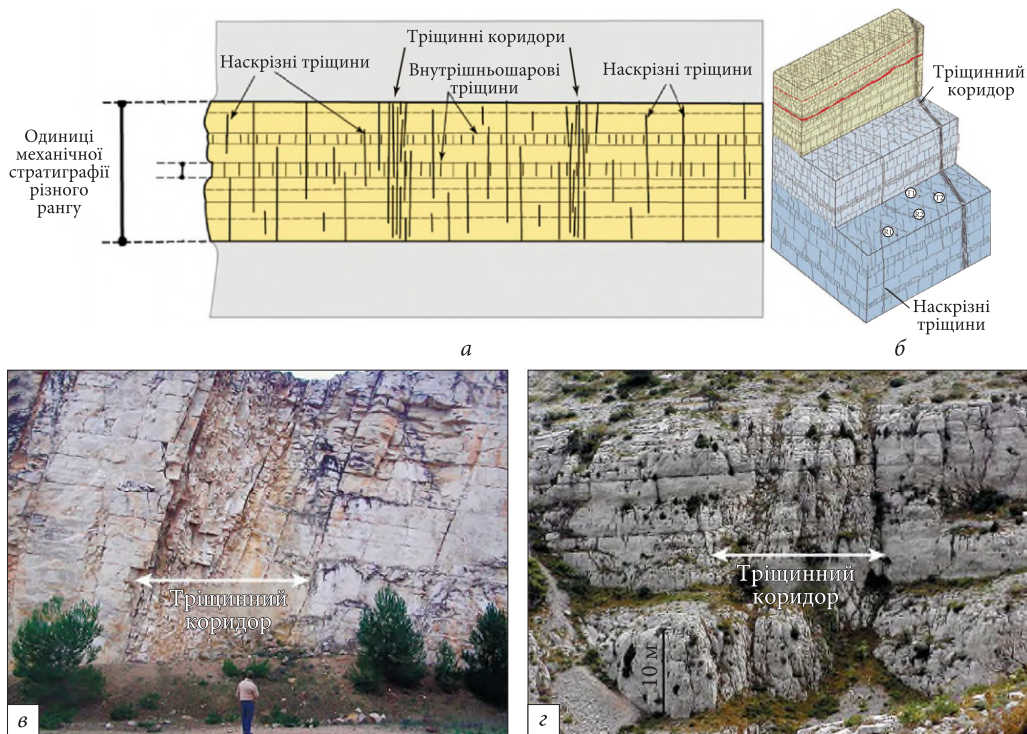 Тріщинні коридори
Наскрізні тріщини
Внутрішньошарові
тріщини
Наскрізні тріщини
Одиниці
механічної
стратиграфії
різного
рангу
а
Тріщинний
коридор
Наскрізні
тріщини
б
Тріщинний
коридор
в
Тріщинний
коридор
10 м
г